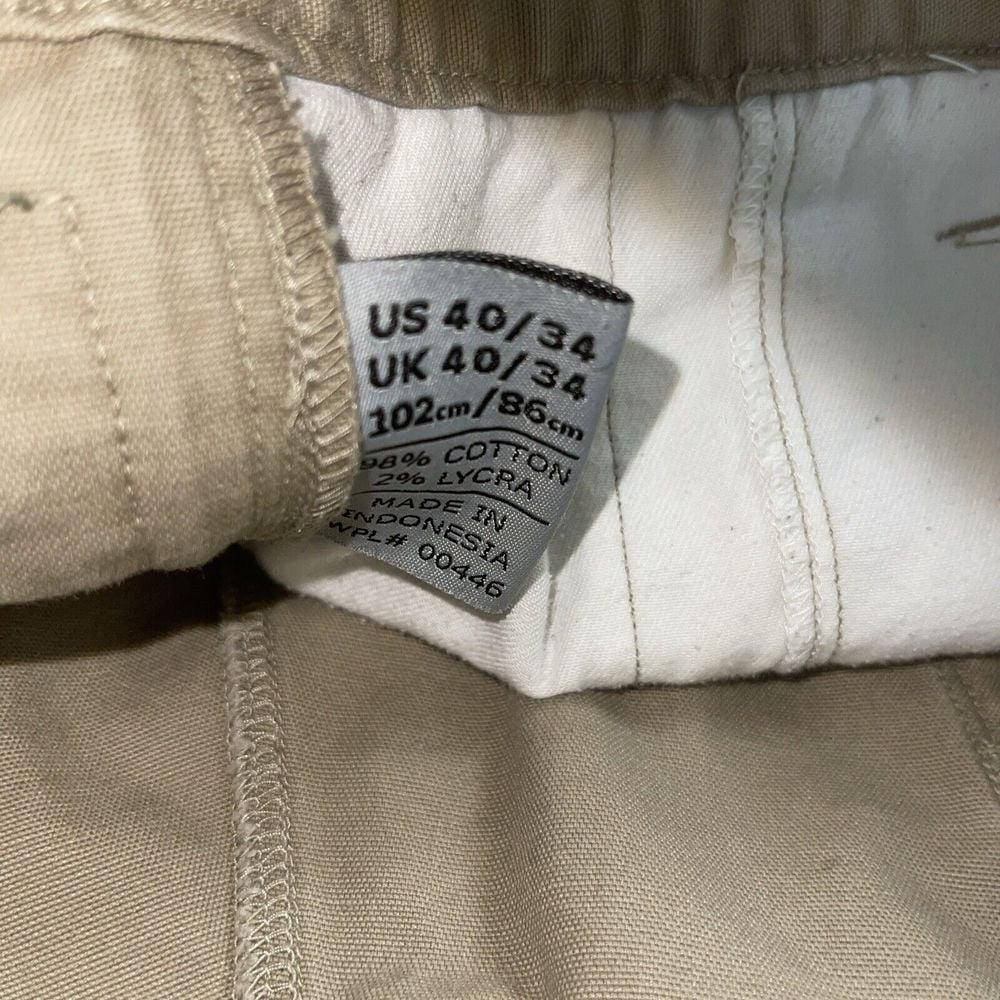 US 40/34
UK 40/34
102cm/86cm
98% COTTON
2% LYCRA
MADE IN
INDONESIA
WPL# 00446